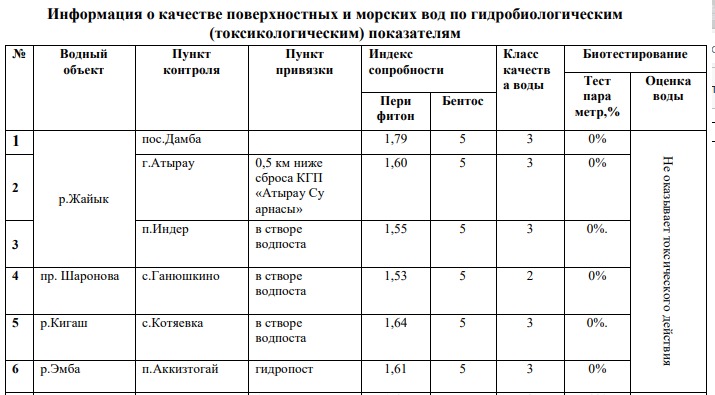 Информация о качестве поверхностных и морских вод по гидробиологическим
(токсикологическим) показателям
№ Водный Пункт Пункт Индекс Класс Биотестирование
объект контроля привязки сопробности качеств
а воды
Тест Оценка
пара воды
метр,%
Пери Бентос
фитон
1 пос.Дамба 1,79 5 3 0%
2 р.Жайык г.Атырау 0,5 км ниже 1,60 5 3 0%
сброса КГП
«Атырау Су
арнасы»
3 п.Индер в створе 1,55 5 3 0%.
водпоста
4 пр. Шаронова с.Ганюшкино в створе 1,53 5 2 0%
водпоста
5 р.Кигаш с.Котяевка в створе 1,64 5 3 0%.
водпоста
6 р.Эмба п.Аккизтогай гидропост 1,61 5 3 0%
Не оказывает токсического действия